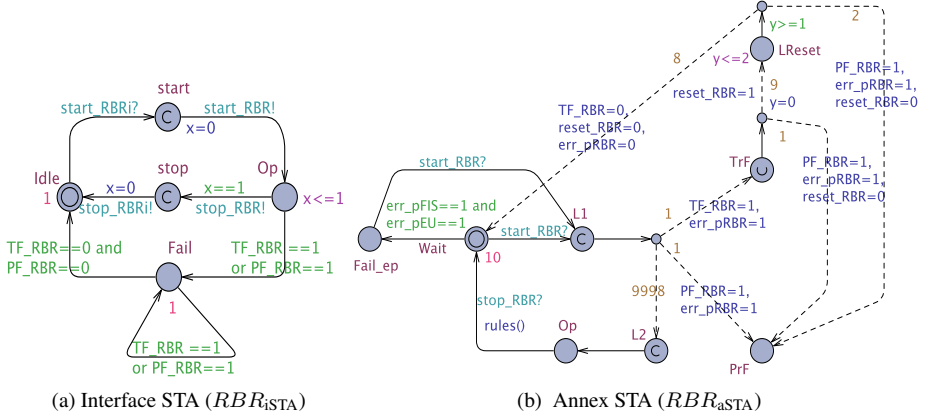 start
start_RBRi?
start_RBR!
x=0
C
Idle
1
stop
x=0
stop_RBRi!
C
x==1
stop_RBR!
Op
x<=1
TF_RBR==0 and
PF_RBR==0
Fail
1
TF_RBR ==1
or PF_RBR==1
TF_RBR ==1
or PF_RBR==1
(a) Interface STA (RBR_iSTA)
2
y>=1
LReset
y<=2
8
reset_RBR=1
9
y=0
PF_RBR=1,
err_pRBR=1,
reset_RBR=0
TF_RBR=0,
reset_RBR=0,
err_pRBR=0
1
TrF
U
PF_RBR=1,
err_pRBR=1,
reset_RBR=0
start_RBR?
err_pFIS==1 and
err_pEU==1
L1
C
start_RBR?
Wait
10
Fail_ep
1
TF_RBR=1,
err_pRBR=1
1
9998
PF_RBR=1,
err_pRBR=1
stop_RBR?
rules()
Op
L2
C
PrF
(b) Annex STA (RBR_aSTA)